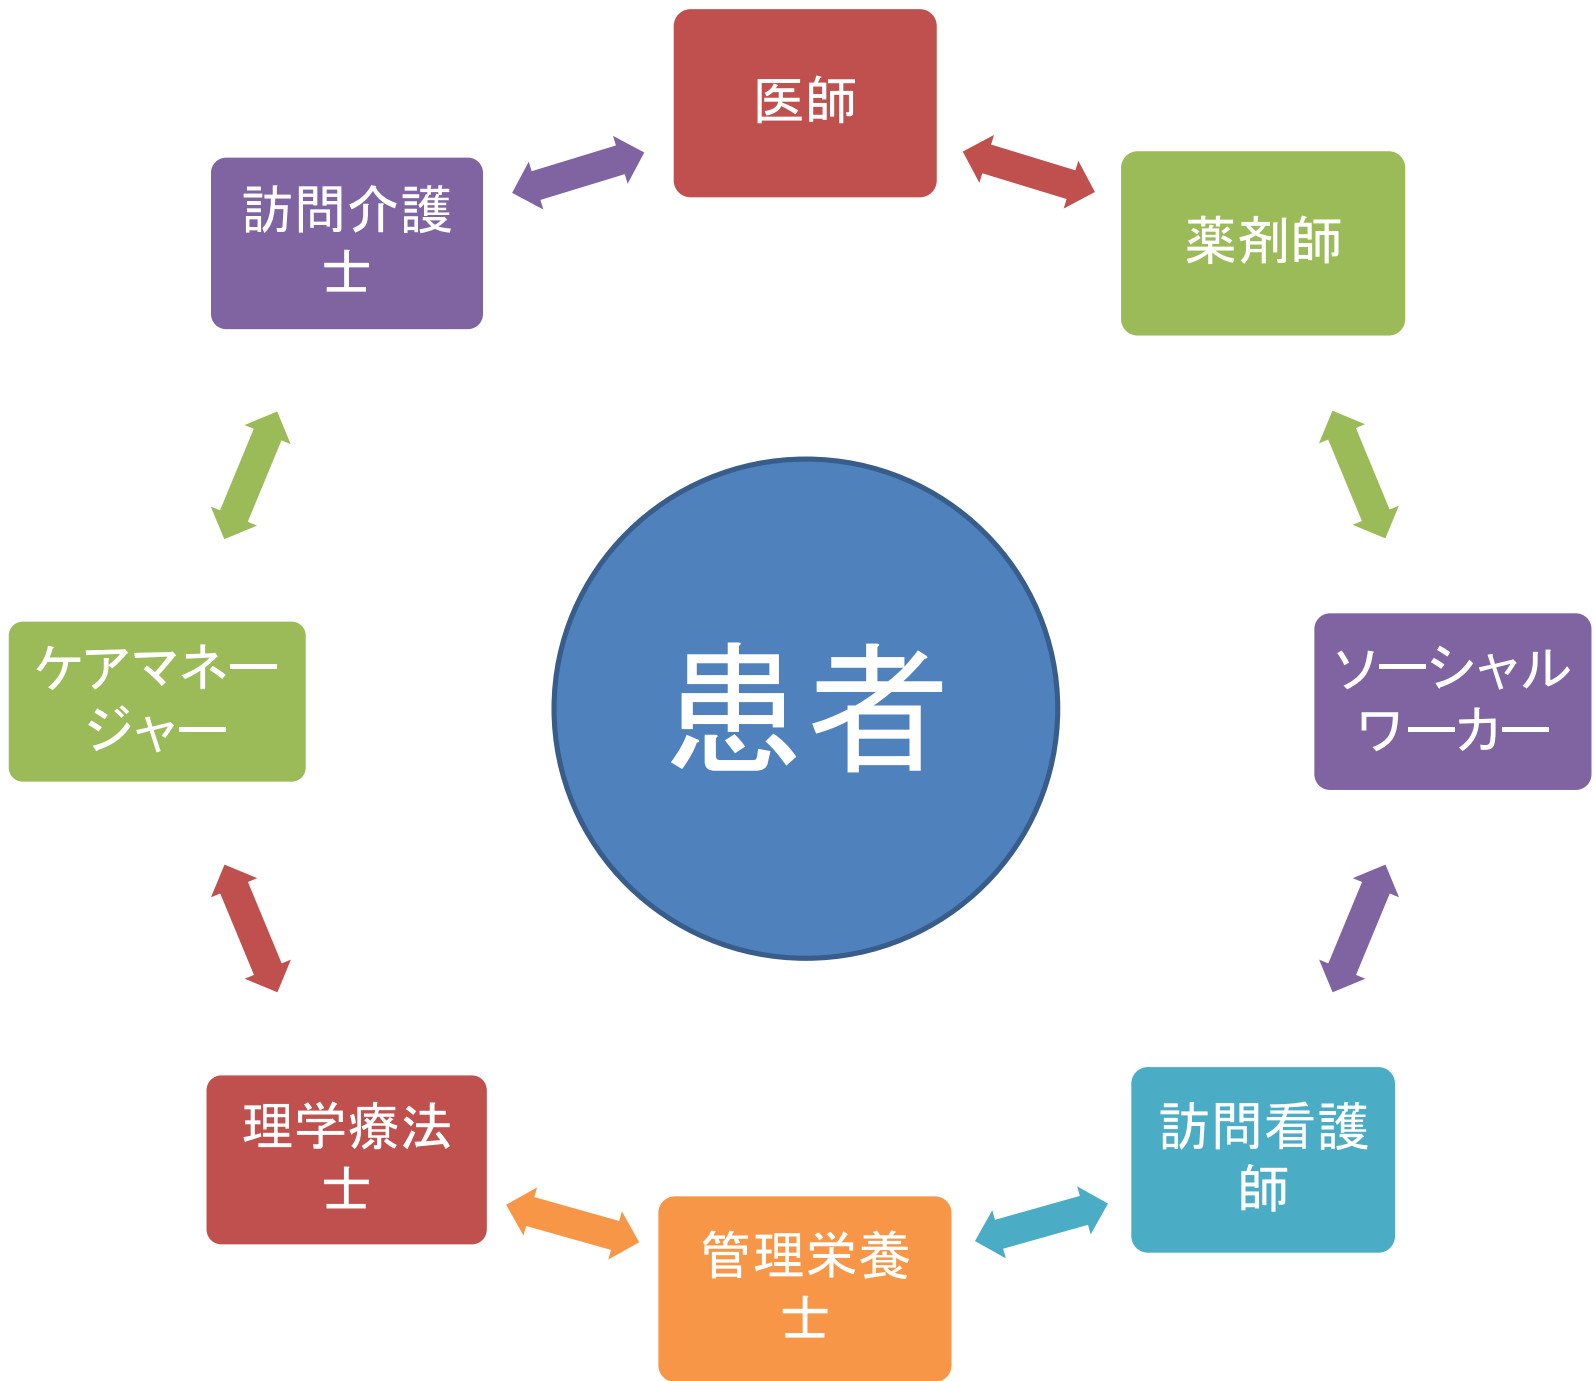 医師
薬剤師
ソーシャル
ワーカー
訪問看護
師
管理栄養
士
理学療法
士
ケアマネー
ジャー
訪問介護
士
患者